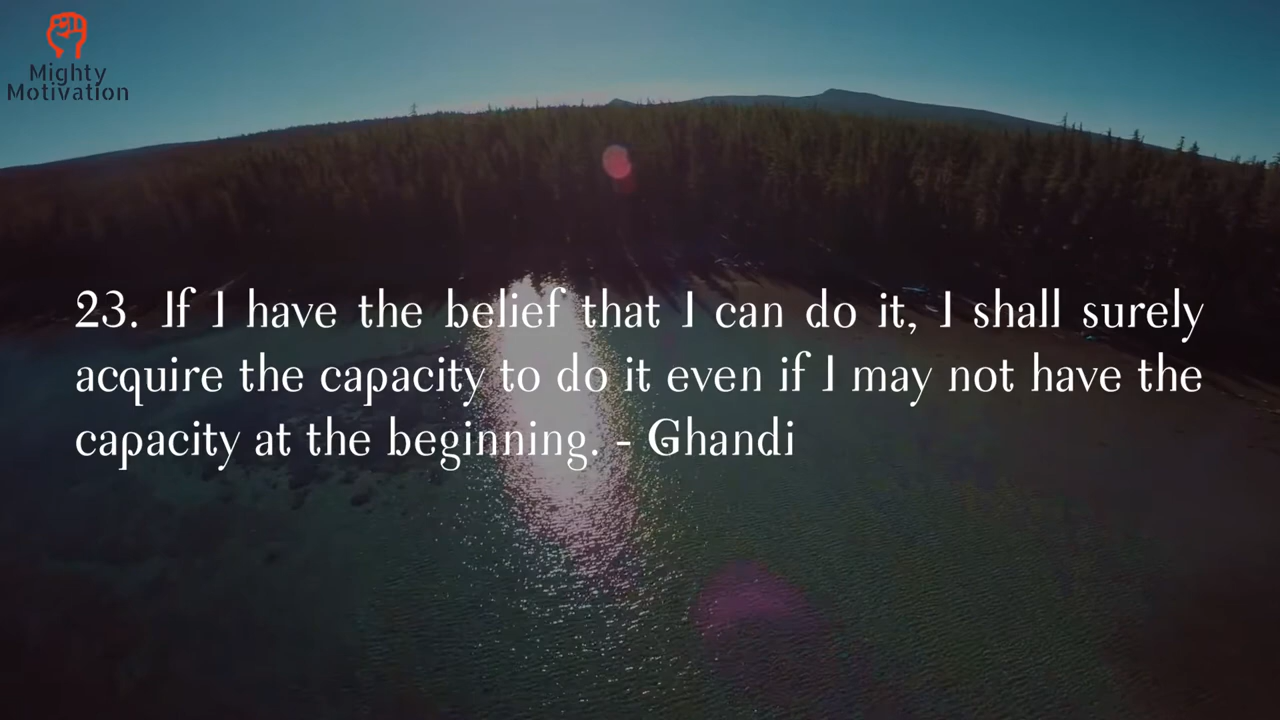 Mighty
Motivation
23. If I have the belief that I can do it, I shall surely
acquire the capacity to do it even if I may not have the
capacity at the beginning. - Ghandi